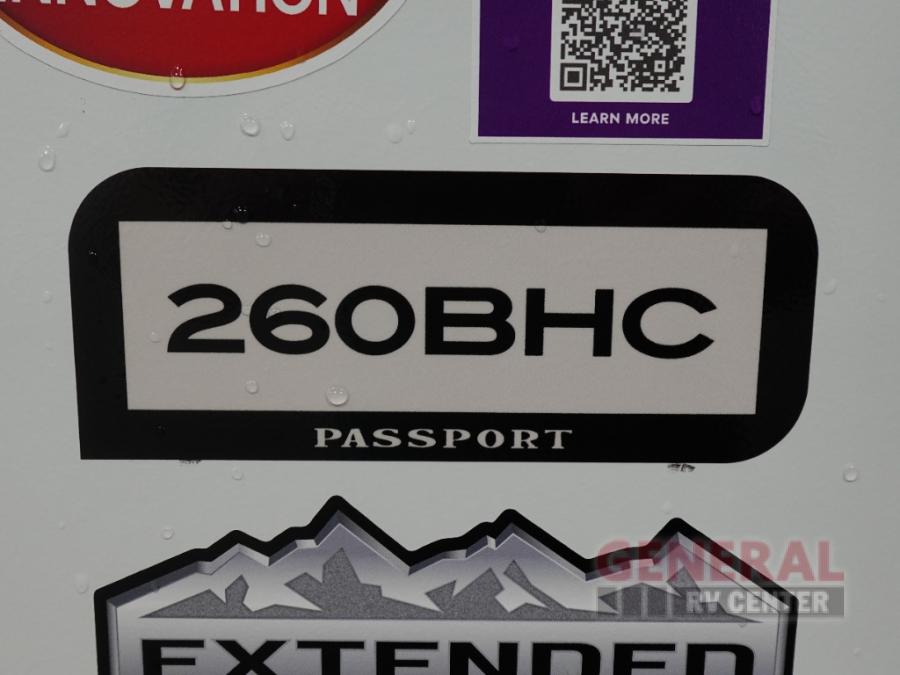 INNOVATION
LEARN MORE
260BHC
PASSPORT
GENERAL
RV CENTER
EXTENDED